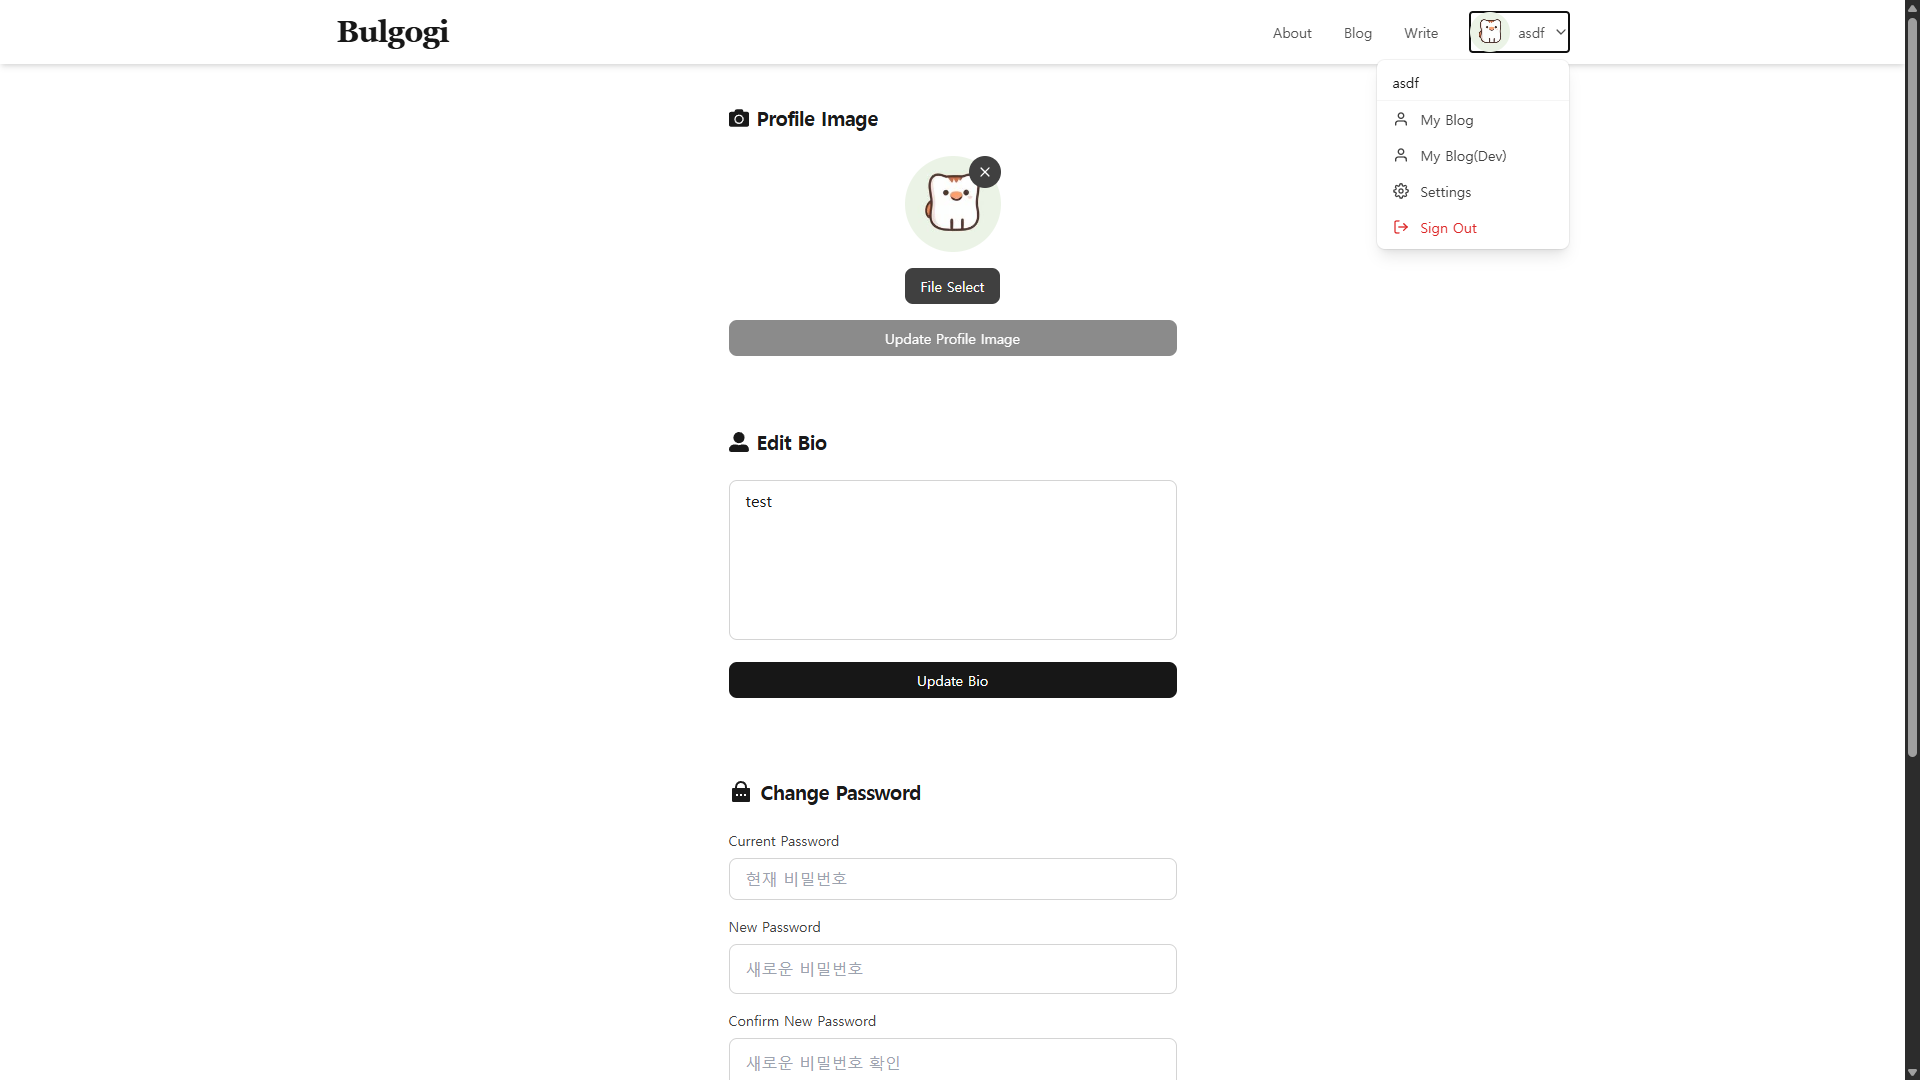 Bulgogi
About
Blog
Write
asdf
asdf
My Blog
My Blog(Dev)
Settings
Sign Out
Profile Image
File Select
Update Profile Image
Edit Bio
test
Update Bio
Change Password
Current Password
현재 비밀번호
New Password
새로운 비밀번호
Confirm New Password
새로운 비밀번호 확인